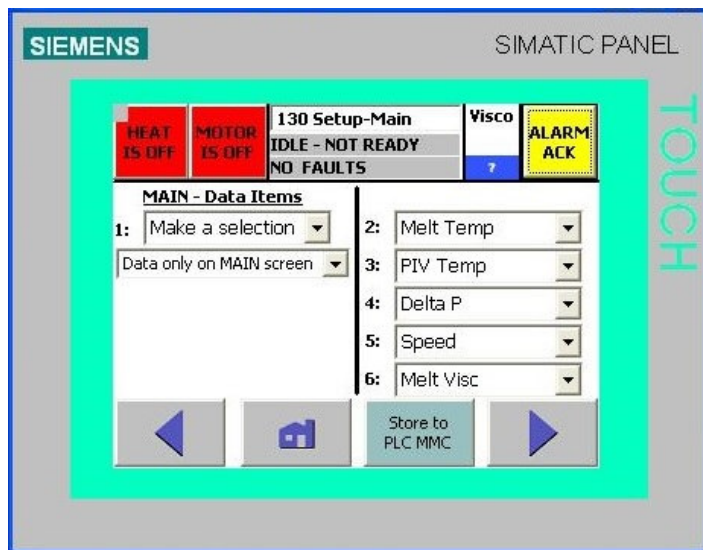 SIEMENS
SIMATIC PANEL
TOUCH
HEAT
IS OFF
MOTOR
IS OFF
130 Setup-Main
IDLE - NOT READY
NO FAULTS
Visco
?
ALARM
ACK
MAIN - Data Items
1: Make a selection
Data only on MAIN screen
2: Melt Temp
3: PIV Temp
4: Delta P
5: Speed
6: Melt Visc
Store to
PLC MMC